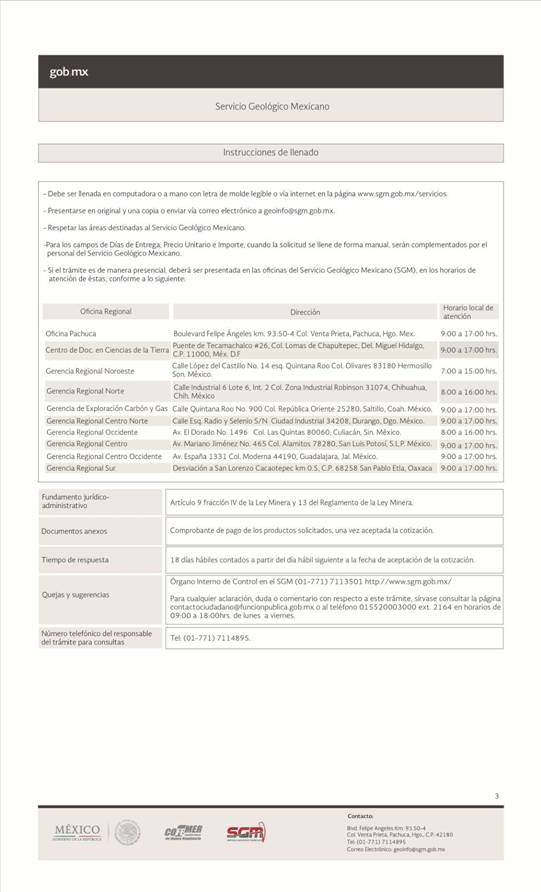 gob mx
Servicio Geológico Mexicano
Instrucciones de llenado
- Debe ser llenada en computadora o a mano con letra de molde legible o vía internet en la página www.sgm.gob.mx/servicios.
- Presentarse en original y una copia o enviar vía correo electrónico a geoinfo@sgm.gob.mx.
- Respetar las áreas destinadas al Servicio Geológico Mexicano.
-Para los campos de Días de Entrega, Precio Unitario e Importe, cuando la solicitud se llene de forma manual, serán complementados por el
personal del Servicio Geológico Mexicano.
- Si el trámite es de manera presencial, deberá ser presentada en las oficinas del Servicio Geológico Mexicano (SGM), en los horarios de
atención de éstas, conforme a lo siguiente:
Oficina Regional Dirección Horario local de
atención
Oficina Pachuca Boulevard Felipe Ángeles km. 93.50-4 Col. Venta Prieta, Pachuca, Hgo. Mex. 9:00 a 17:00 hrs.
Centro de Doc. en Ciencias de la Tierra Puente de Tecamachalco #26, Col. Lomas de Chapultepec, Del. Miguel Hidalgo, 9:00 a 17:00 hrs.
C.P. 11000, Méx. D.F
Gerencia Regional Noroeste Calle López del Castillo No. 14 esq. Quintana Roo Col. Olivares 83180 Hermosillo 7:00 a 15:00 hrs.
Son. México.
Gerencia Regional Norte Calle Industrial 6 Lote 6, Int. 2 Col. Zona Industrial Robinson 31074, Chihuahua, 8:00 a 16:00 hrs.
Chih. México
Gerencia de Exploración Carbón y Gas Calle Quintana Roo No. 900 Col. República Oriente 25280, Saltillo, Coah. México. 9:00 a 17:00 hrs.
Gerencia Regional Centro Norte Calle Esq. Radio y Selenio S/N Ciudad Industrial 34208, Durango, Dgo. México. 9:00 a 17:00 hrs.
Gerencia Regional Occidente Av. El Dorado No. 1496 Col. Las Quintas 80060, Culiacán, Sin. México. 8:00 a 16:00 hrs.
Gerencia Regional Centro Av. Mariano Jiménez No. 465 Col. Alamitos 78280, San Luis Potosí, S.L.P. México. 9:00 a 17:00 hrs.
Gerencia Regional Centro Occidente Av. España 1331 Col. Moderna 44190, Guadalajara, Jal. México. 9:00 a 17:00 hrs.
Gerencia Regional Sur Desviación a San Lorenzo Cacaotepec km 0.5, C.P. 68258 San Pablo Etla, Oaxaca 9:00 a 17:00 hrs.
Fundamento jurídico-
administrativo
Artículo 9 fracción IV de la Ley Minera y 13 del Reglamento de la Ley Minera.
Documentos anexos Comprobante de pago de los productos solicitados, una vez aceptada la cotización.
Tiempo de respuesta 18 días hábiles contados a partir del día hábil siguiente a la fecha de aceptación de la cotización.
Quejas y sugerencias
Órgano Interno de Control en el SGM (01-771) 7113501 http://www.sgm.gob.mx/
Para cualquier aclaración, duda o comentario con respecto a este trámite, sírvase consultar la página
contactociudadano@funcionpublica.gob.mx o al teléfono 015520003000 ext. 2164 en horarios de
09:00 a 18:00hrs. de lunes a viernes.
Número telefónico del responsable
del trámite para consultas
Tel: (01-771) 7114895.
3
MÉXICO
GOBIERNO DE LA REPÚBLICA
COFEMER
SGM
Contacto:
Blvd. Felipe Angeles Km. 93.50-4
Col. Venta Prieta, Pachuca, Hgo., C.P. 42180
Tel: (01-771) 7114895
Correo Electrónico: geoinfo@sgm.gob.mx